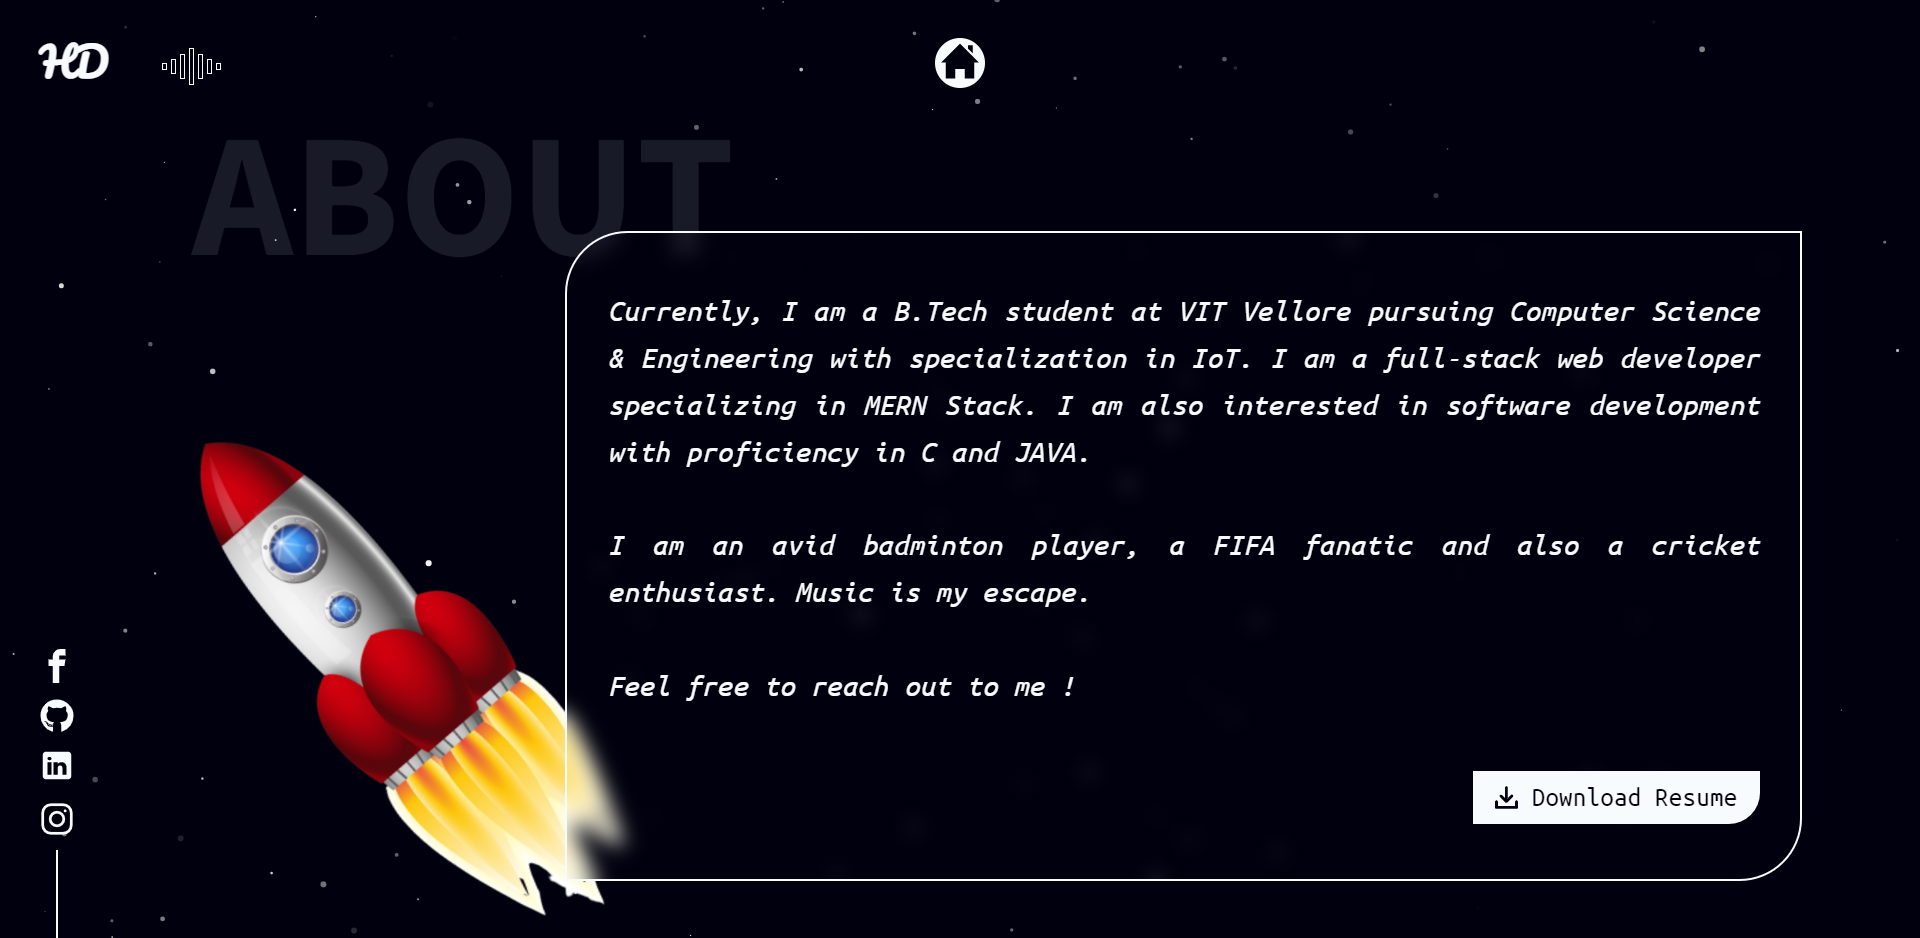 HD
ABOUT
Currently, I am a B.Tech student at VIT Vellore pursuing Computer Science
& Engineering with specialization in IoT. I am a full-stack web developer
specializing in MERN Stack. I am also interested in software development
with proficiency in C and JAVA.
I am an avid badminton player, a FIFA fanatic and also a cricket
enthusiast. Music is my escape.
Feel free to reach out to me !
Download Resume